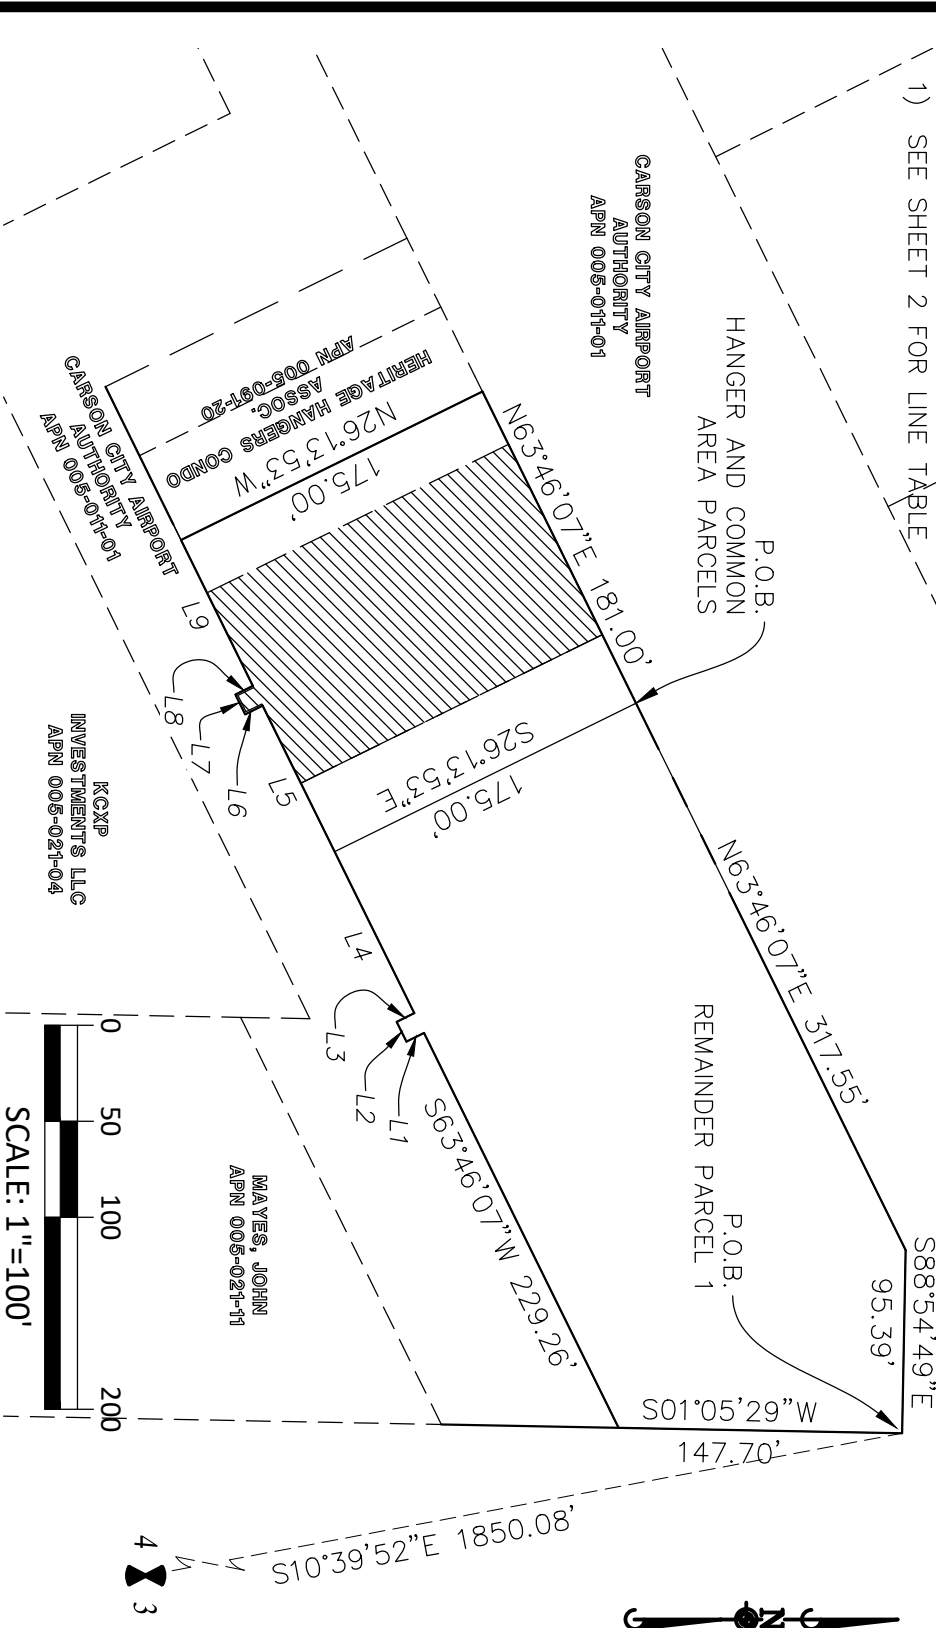 1) SEE SHEET 2 FOR LINE TABLE
CARSON CITY AIRPORT
AUTHORITY
APN 005-011-01
P.O.B.
HANGER AND COMMON
AREA PARCELS
HERITAGE HANGERS CONDO
ASSOC.
APN 005-091-20
N26°13'53"W
175.00'
N63°46'07"E 181.00'
CARSON CITY AIRPORT
AUTHORITY
APN 005-011-01
L9
L8
L7
L6
L5
S26°13'53"E
175.00'
N63°46'07"E 317.55'
L4
L3
L2
L1
KCXP
INVESTMENTS LLC
APN 005-021-04
P.O.B.
REMAINDER PARCEL 1
S88°54'49"E
95.39'
S63°46'07"W 229.26'
S01°05'29"W
147.70'
MAYES, JOHN
APN 005-021-11
S10°39'52"E 1850.08'
0 50 100 200
SCALE: 1"=100'
4 3
N